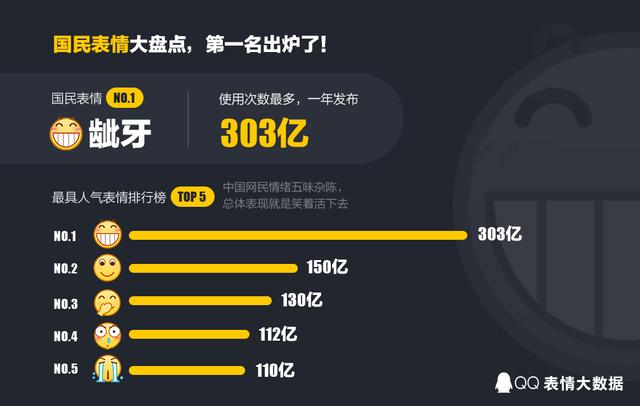 国民表情大盘点，第一名出炉了！
国民表情 NO.1
龇牙
使用次数最多，一年发布
303亿
最具人气表情排行榜 TOP 5
中国网民情绪五味杂陈，
总体表现就是笑着活下去
NO.1 303亿
NO.2 150亿
NO.3 130亿
NO.4 112亿
NO.5 110亿
QQ 表情大数据